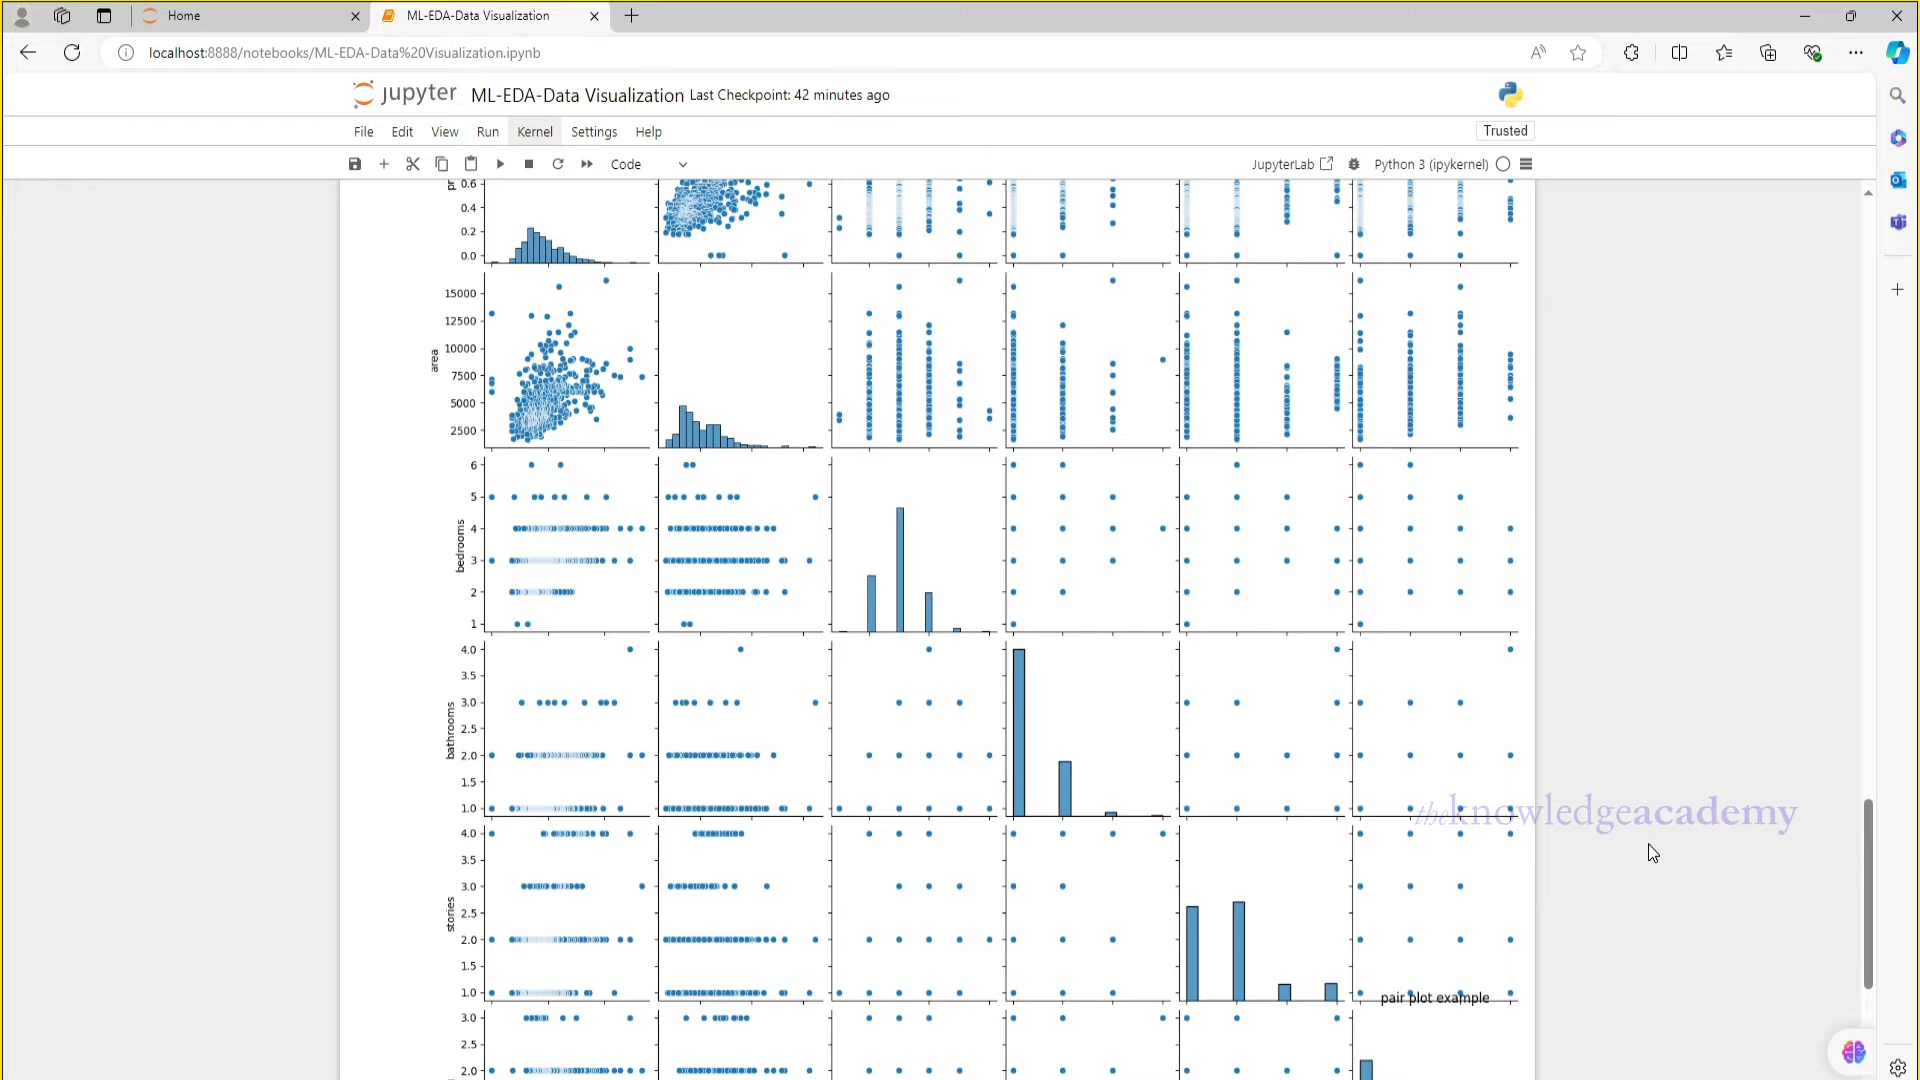 Home
ML-EDA-Data Visualization
localhost:8888/notebooks/ML-EDA-Data%20Visualization.ipynb
jupyter ML-EDA-Data Visualization Last Checkpoint: 42 minutes ago
File Edit View Run Kernel Settings Help
Trusted
Code
JupyterLab
Python 3 (ipykernel)
0.6
0.4
0.2
0.0
area
15000
12500
10000
7500
5000
2500
bedrooms
6
5
4
3
2
1
bathrooms
4.0
3.5
3.0
2.5
2.0
1.5
1.0
theknowledgeacademy
stories
4.0
3.5
3.0
2.5
2.0
1.5
1.0
pair plot example
3.0
2.5
2.0